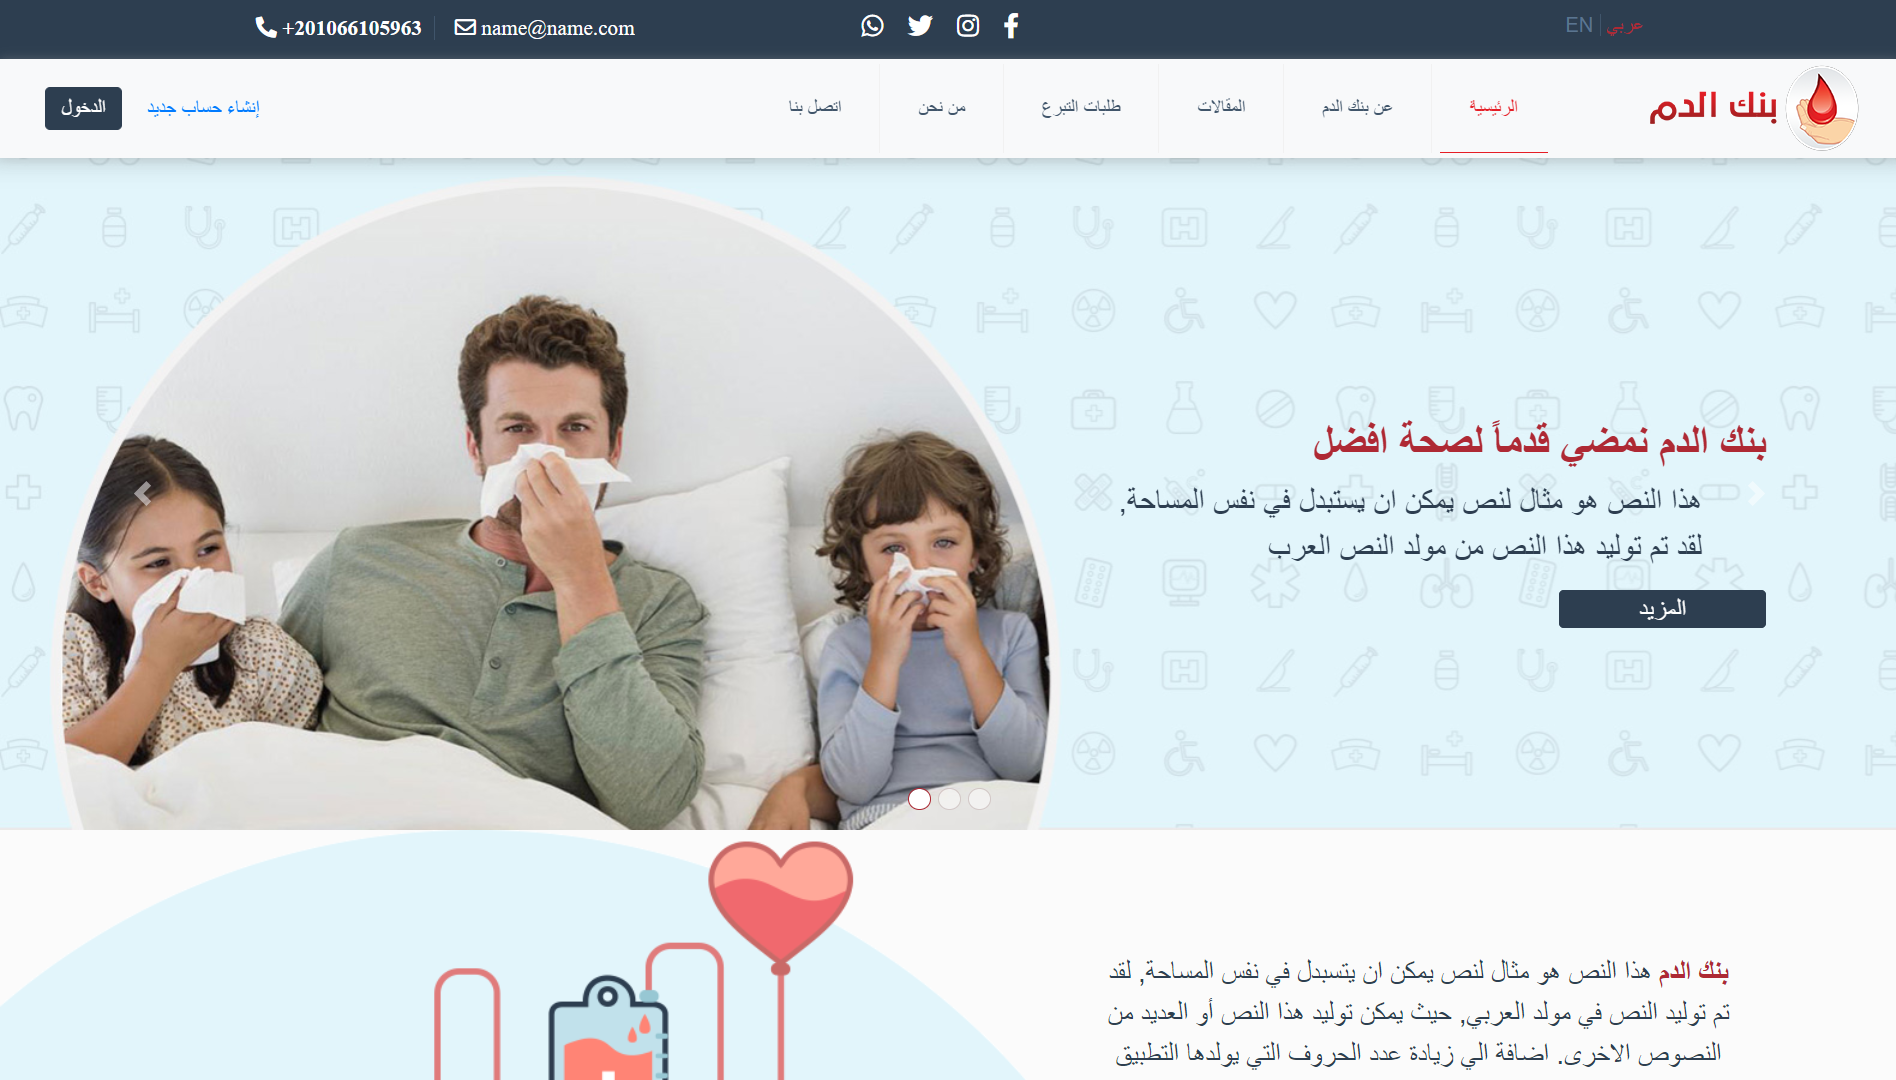 عربي
EN
name@name.com
+201066105963
بنك الدم
الرئيسية
عن بنك الدم
المقالات
طلبات التبرع
من نحن
اتصل بنا
إنشاء حساب جديد
الدخول
بنك الدم نمضي قدماً لصحة افضل
هذا النص هو مثال لنص يمكن ان يستبدل في نفس المساحة,
لقد تم توليد هذا النص من مولد النص العرب
المزيد
بنك الدم هذا النص هو مثال لنص يمكن ان يتسبدل في نفس المساحة, لقد
تم توليد النص في مولد العربي, حيث يمكن توليد هذا النص أو العديد من
النصوص الاخرى. اضافة الي زيادة عدد الحروف التي يولدها التطبيق